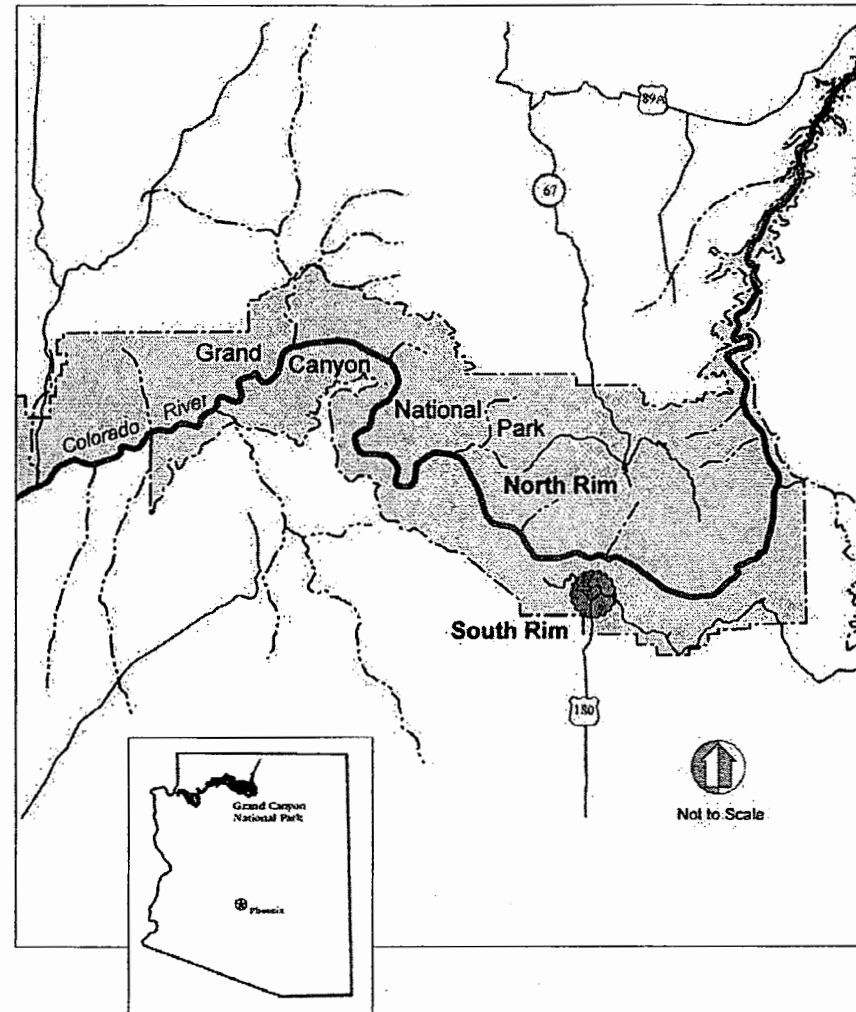 89A
67
Grand
Canyon
National
Park
Colorado River
North Rim
South Rim
180
Not to Scale
Grand Canyon
National Park
Phoenix